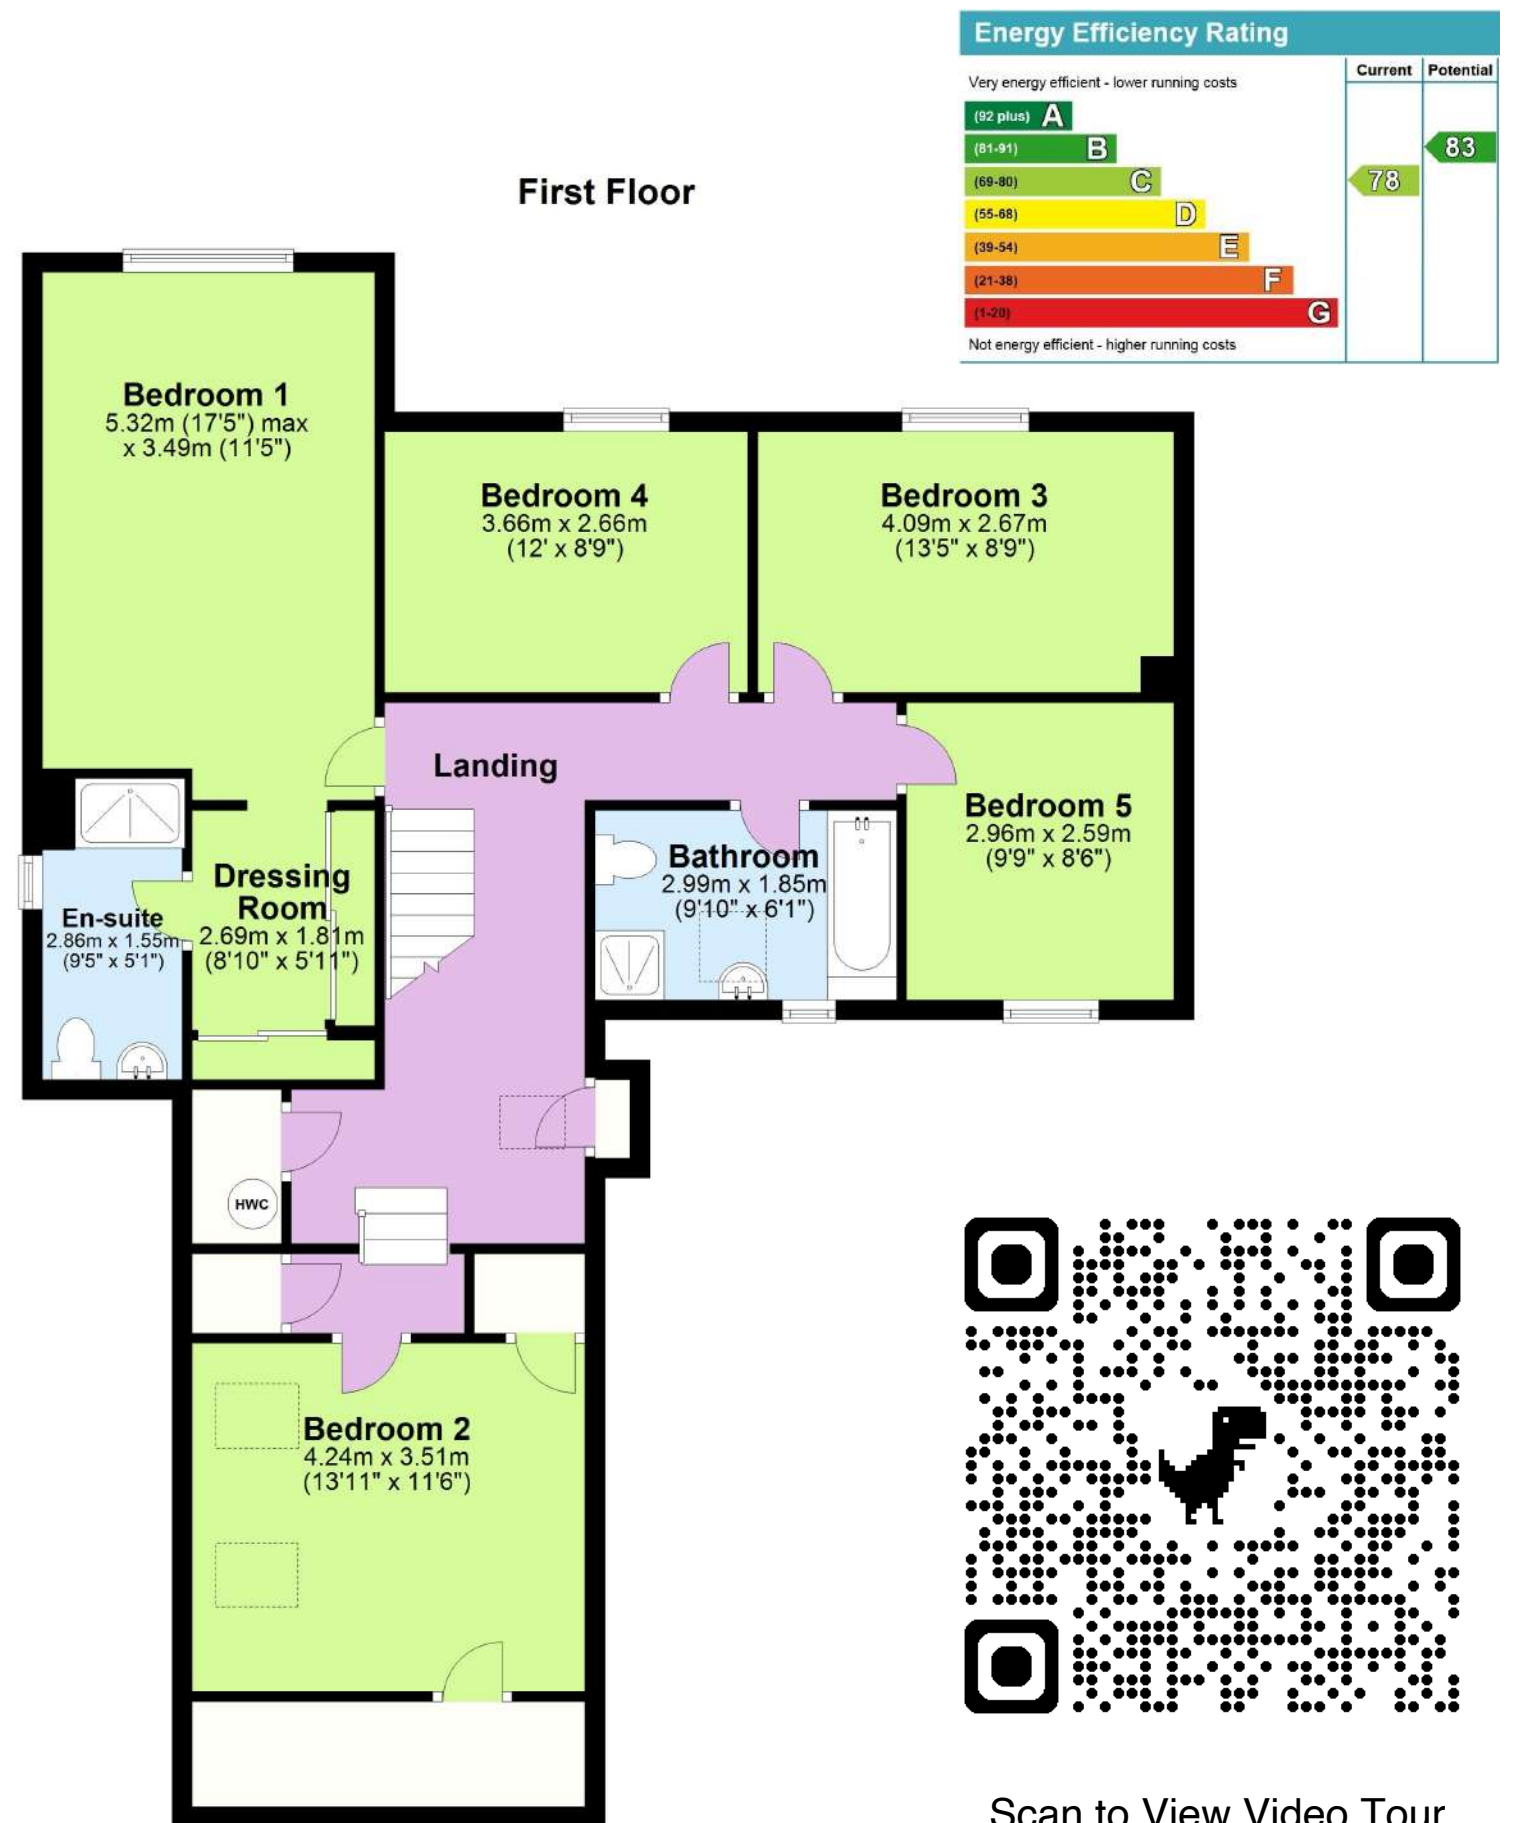 Energy Efficiency Rating
Current Potential
Very energy efficient - lower running costs
(92 plus) A
(81-91) B
83
(69-80) C
78
(55-68) D
(39-54) E
(21-38) F
(1-20) G
Not energy efficient - higher running costs
First Floor
Bedroom 1
5.32m (17'5") max
x 3.49m (11'5")
Bedroom 4
3.66m x 2.66m
(12' x 8'9")
Bedroom 3
4.09m x 2.67m
(13'5" x 8'9")
Landing
Bedroom 5
2.96m x 2.59m
(9'9" x 8'6")
Bathroom
2.99m x 1.85m
(9'10" x 6'1")
Dressing
Room
2.69m x 1.81m
(8'10" x 5'11")
En-suite
2.86m x 1.55m
(9'5" x 5'1")
HWC
Bedroom 2
4.24m x 3.51m
(13'11" x 11'6")
Scan to View Video Tour